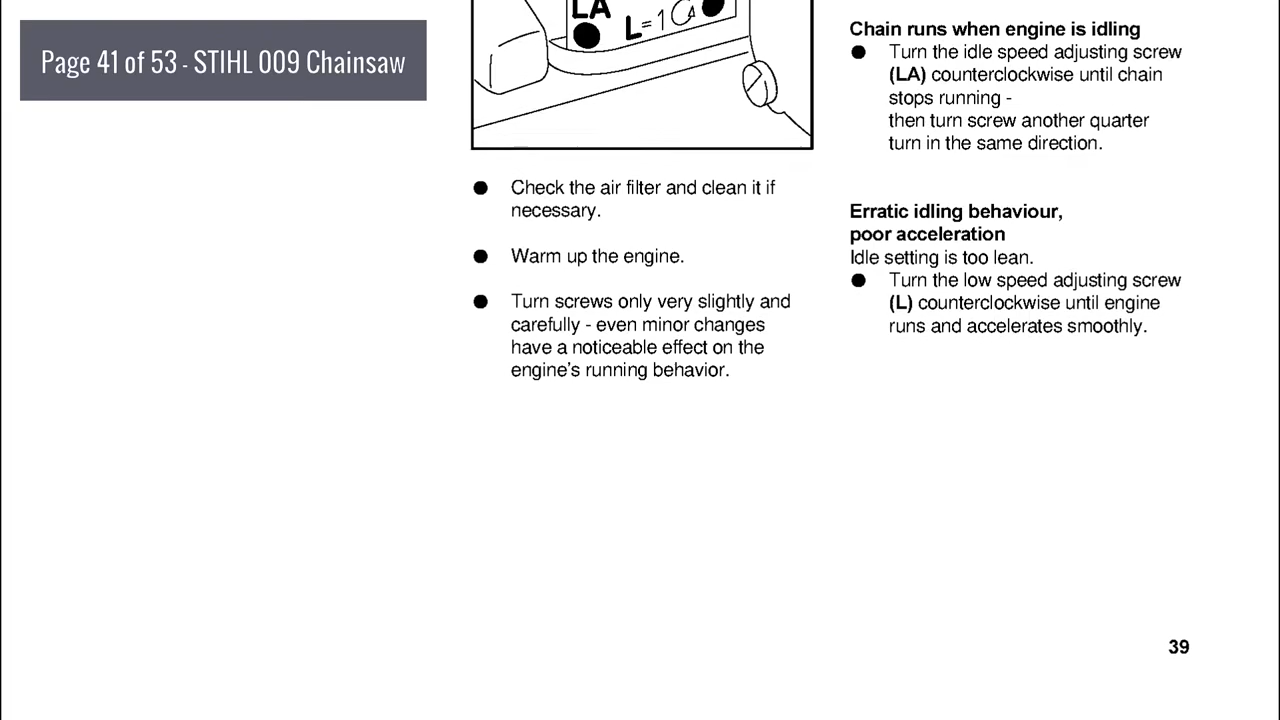 Page 41 of 53 - STIHL 009 Chainsaw
LA
L=1
● Check the air filter and clean it if
necessary.
● Warm up the engine.
● Turn screws only very slightly and
carefully - even minor changes
have a noticeable effect on the
engine’s running behavior.
Chain runs when engine is idling
● Turn the idle speed adjusting screw
(LA) counterclockwise until chain
stops running -
then turn screw another quarter
turn in the same direction.
Erratic idling behaviour,
poor acceleration
Idle setting is too lean.
● Turn the low speed adjusting screw
(L) counterclockwise until engine
runs and accelerates smoothly.
39